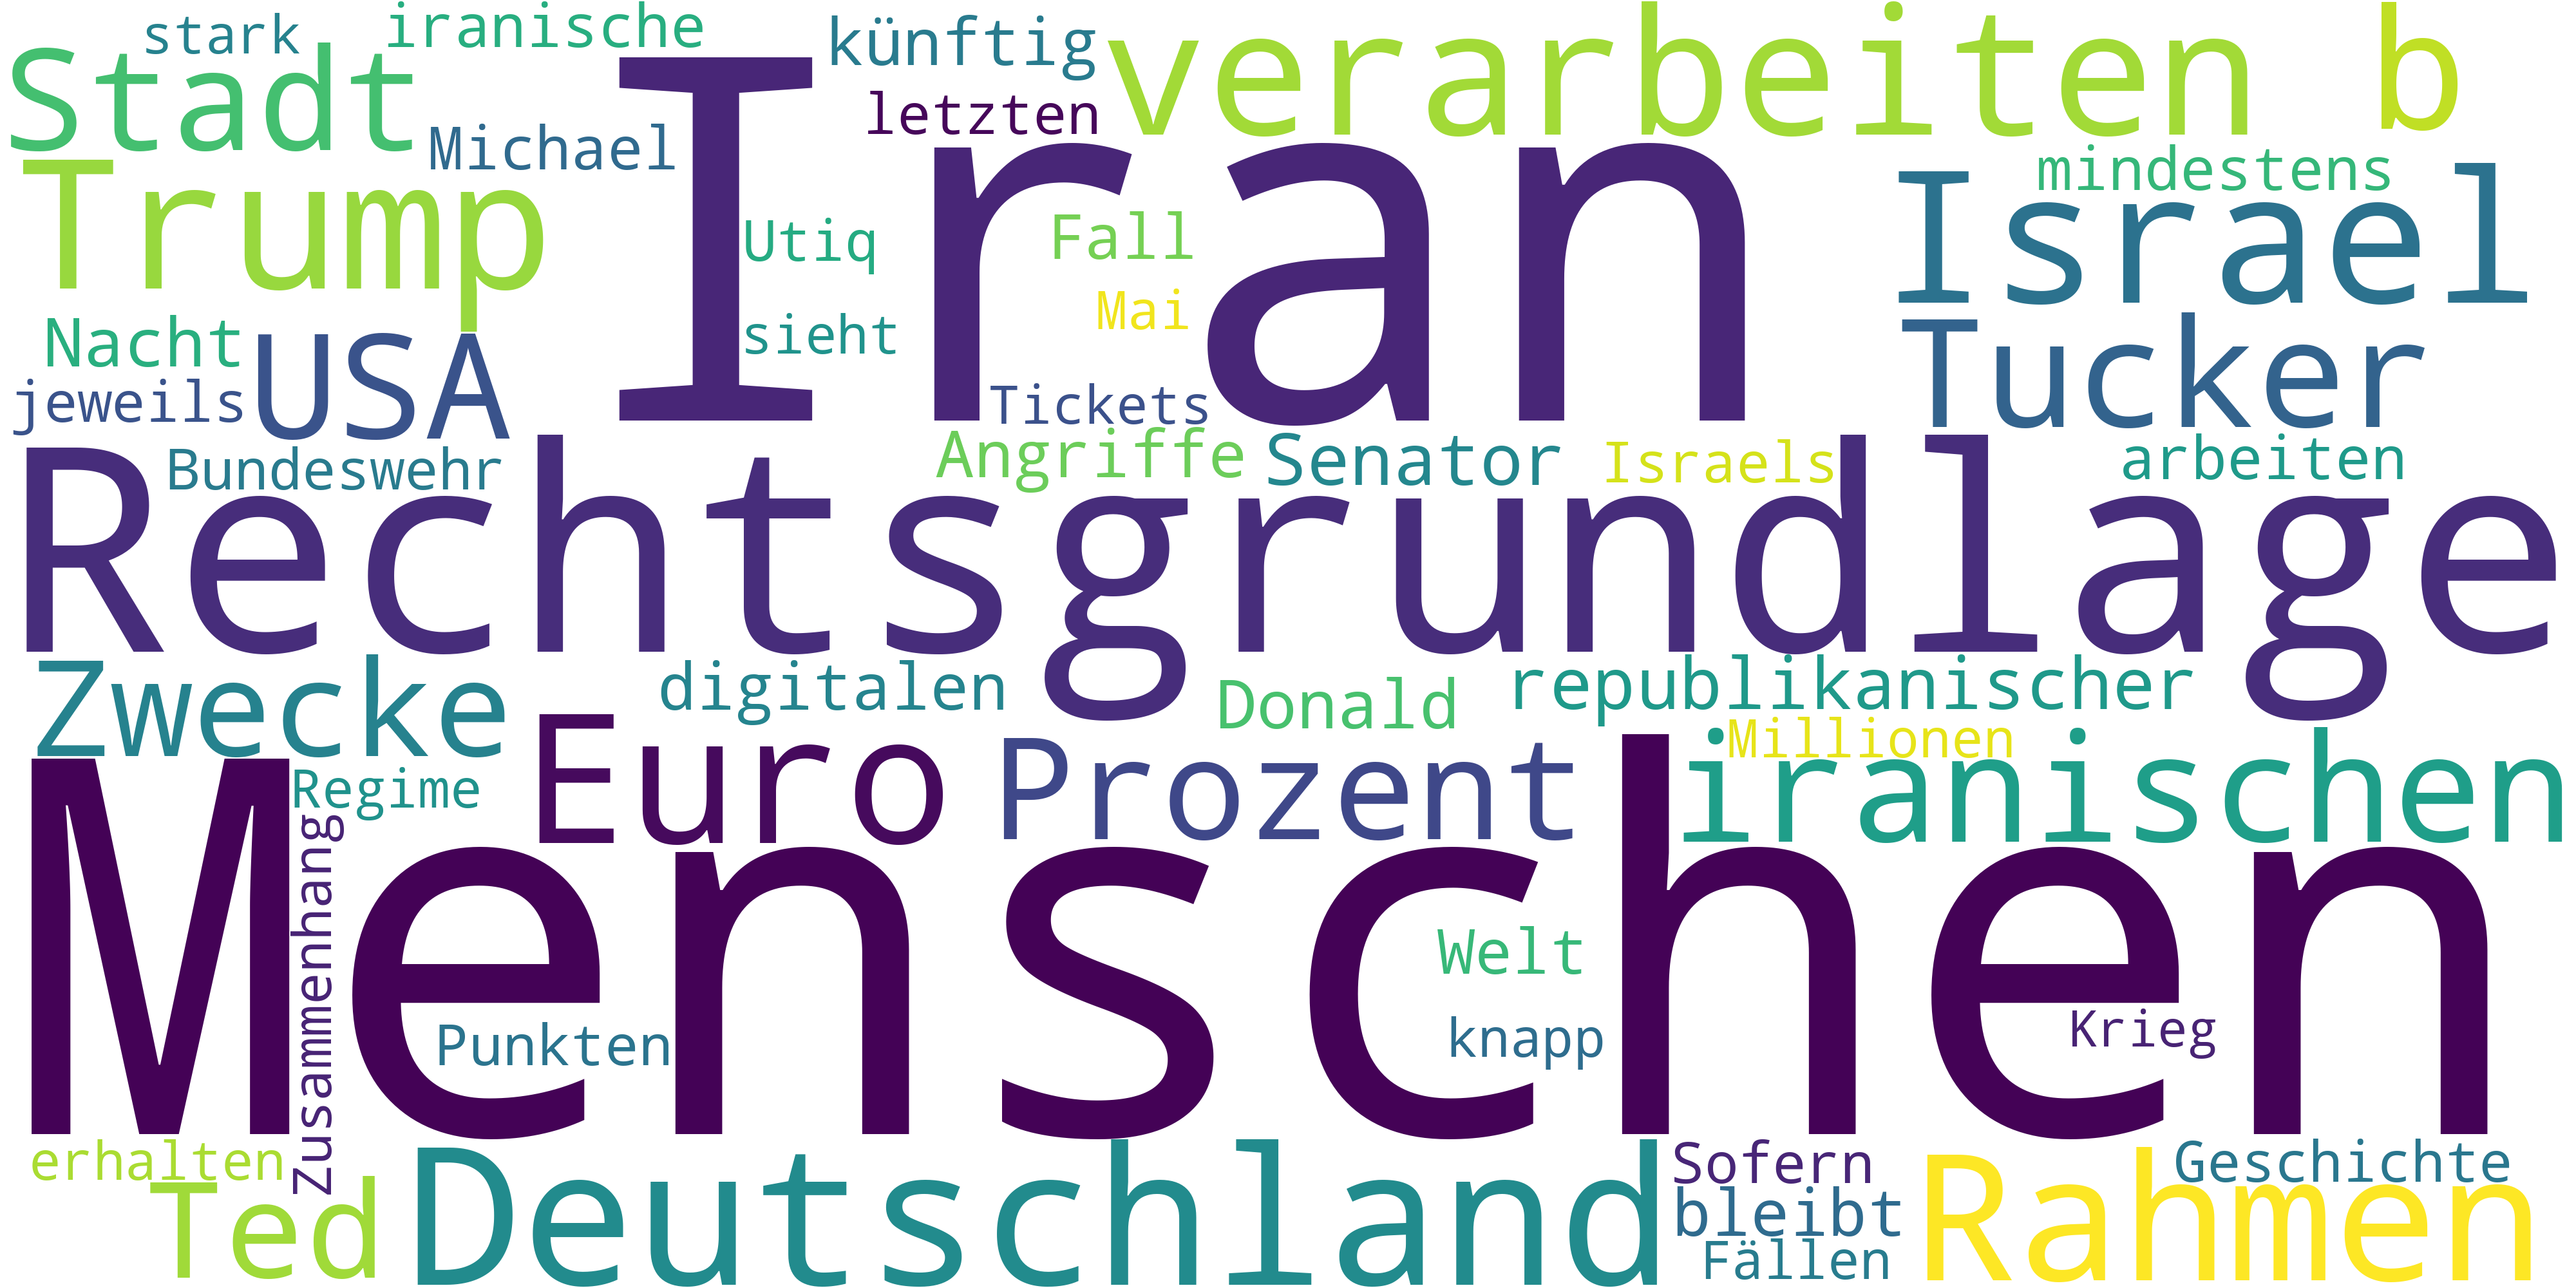 stark
iranische
künftig
verarbeiten b
Stadt
letzten
Michael
Iran
mindestens
Trump
Israel
Utiq
Fall
Mai
sieht
Nacht
USA
Tucker
jeweils
Tickets
Bundeswehr
Angriffe
Senator
Israels
arbeiten
Rechtsgrundlage
Zwecke
digitalen
Donald
republikanischer
Millionen
Regime
Euro
Prozent
iranischen
Zusammenhang
Menschen
Welt
Punkten
knapp
Krieg
erhalten
Ted
Deutschland
Sofern
bleibt
Fällen
Geschichte
Rahmen